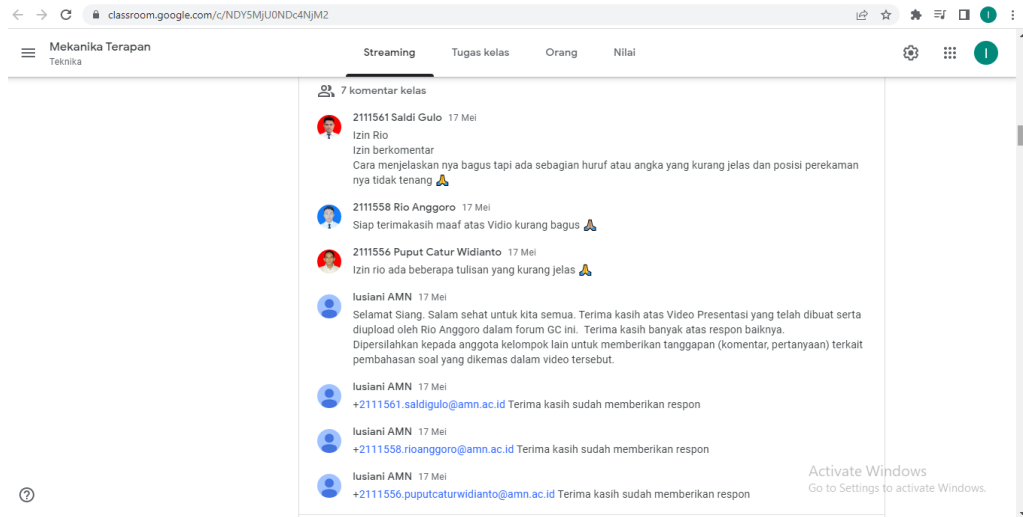 classroom.google.com/c/NDY5MjU0NDc4NjM2
I
Mekanika Terapan
Teknika
Streaming
Tugas kelas
Orang
Nilai
I
7 komentar kelas
2111561 Saldi Gulo 17 Mei
Izin Rio
Izin berkomentar
Cara menjelaskan nya bagus tapi ada sebagian huruf atau angka yang kurang jelas dan posisi perekaman
nya tidak tenang 🙏
2111558 Rio Anggoro 17 Mei
Siap terimakasih maaf atas Vidio kurang bagus 🙏🏽
2111556 Puput Catur Widianto 17 Mei
Izin rio ada beberapa tulisan yang kurang jelas 🙏
lusiani AMN 17 Mei
Selamat Siang. Salam sehat untuk kita semua. Terima kasih atas Video Presentasi yang telah dibuat serta
diupload oleh Rio Anggoro dalam forum GC ini. Terima kasih banyak atas respon baiknya.
Dipersilahkan kepada anggota kelompok lain untuk memberikan tanggapan (komentar, pertanyaan) terkait
pembahasan soal yang dikemas dalam video tersebut.
lusiani AMN 17 Mei
+2111561.saldigulo@amn.ac.id Terima kasih sudah memberikan respon
lusiani AMN 17 Mei
+2111558.rioanggoro@amn.ac.id Terima kasih sudah memberikan respon
lusiani AMN 17 Mei
+2111556.puputcaturwidianto@amn.ac.id Terima kasih sudah memberikan respon
Activate Windows
Go to Settings to activate Windows.